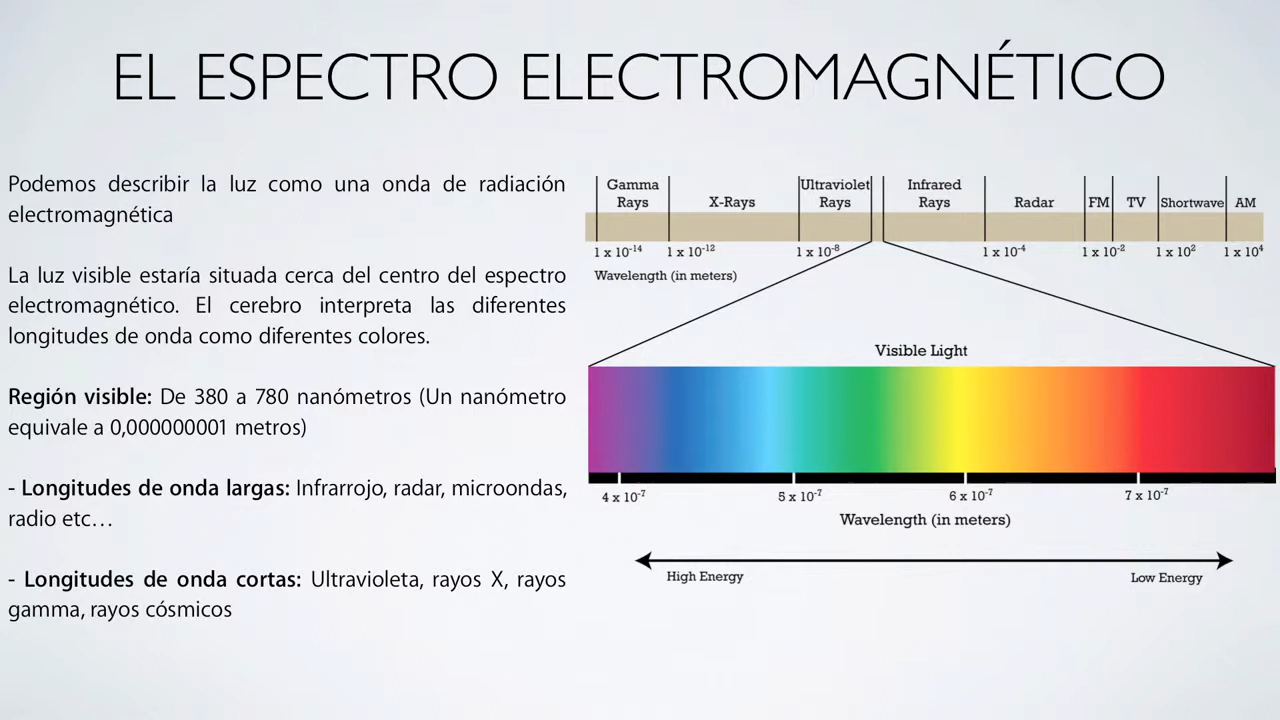 EL ESPECTRO ELECTROMAGNÉTICO
Podemos describir la luz como una onda de radiación
electromagnética
La luz visible estaría situada cerca del centro del espectro
electromagnético. El cerebro interpreta las diferentes
longitudes de onda como diferentes colores.
Región visible: De 380 a 780 nanómetros (Un nanómetro
equivale a 0,000000001 metros)
- Longitudes de onda largas: Infrarrojo, radar, microondas,
radio etc…
- Longitudes de onda cortas: Ultravioleta, rayos X, rayos
gamma, rayos cósmicos
Gamma Rays
X-Rays
Ultraviolet Rays
Infrared Rays
Radar
FM
TV
Shortwave
AM
1 x 10⁻¹⁴
1 x 10⁻¹²
1 x 10⁻⁸
1 x 10⁻⁴
1 x 10⁻²
1 x 10²
1 x 10⁴
Wavelength (in meters)
Visible Light
4 x 10⁻⁷
5 x 10⁻⁷
6 x 10⁻⁷
7 x 10⁻⁷
Wavelength (in meters)
High Energy
Low Energy